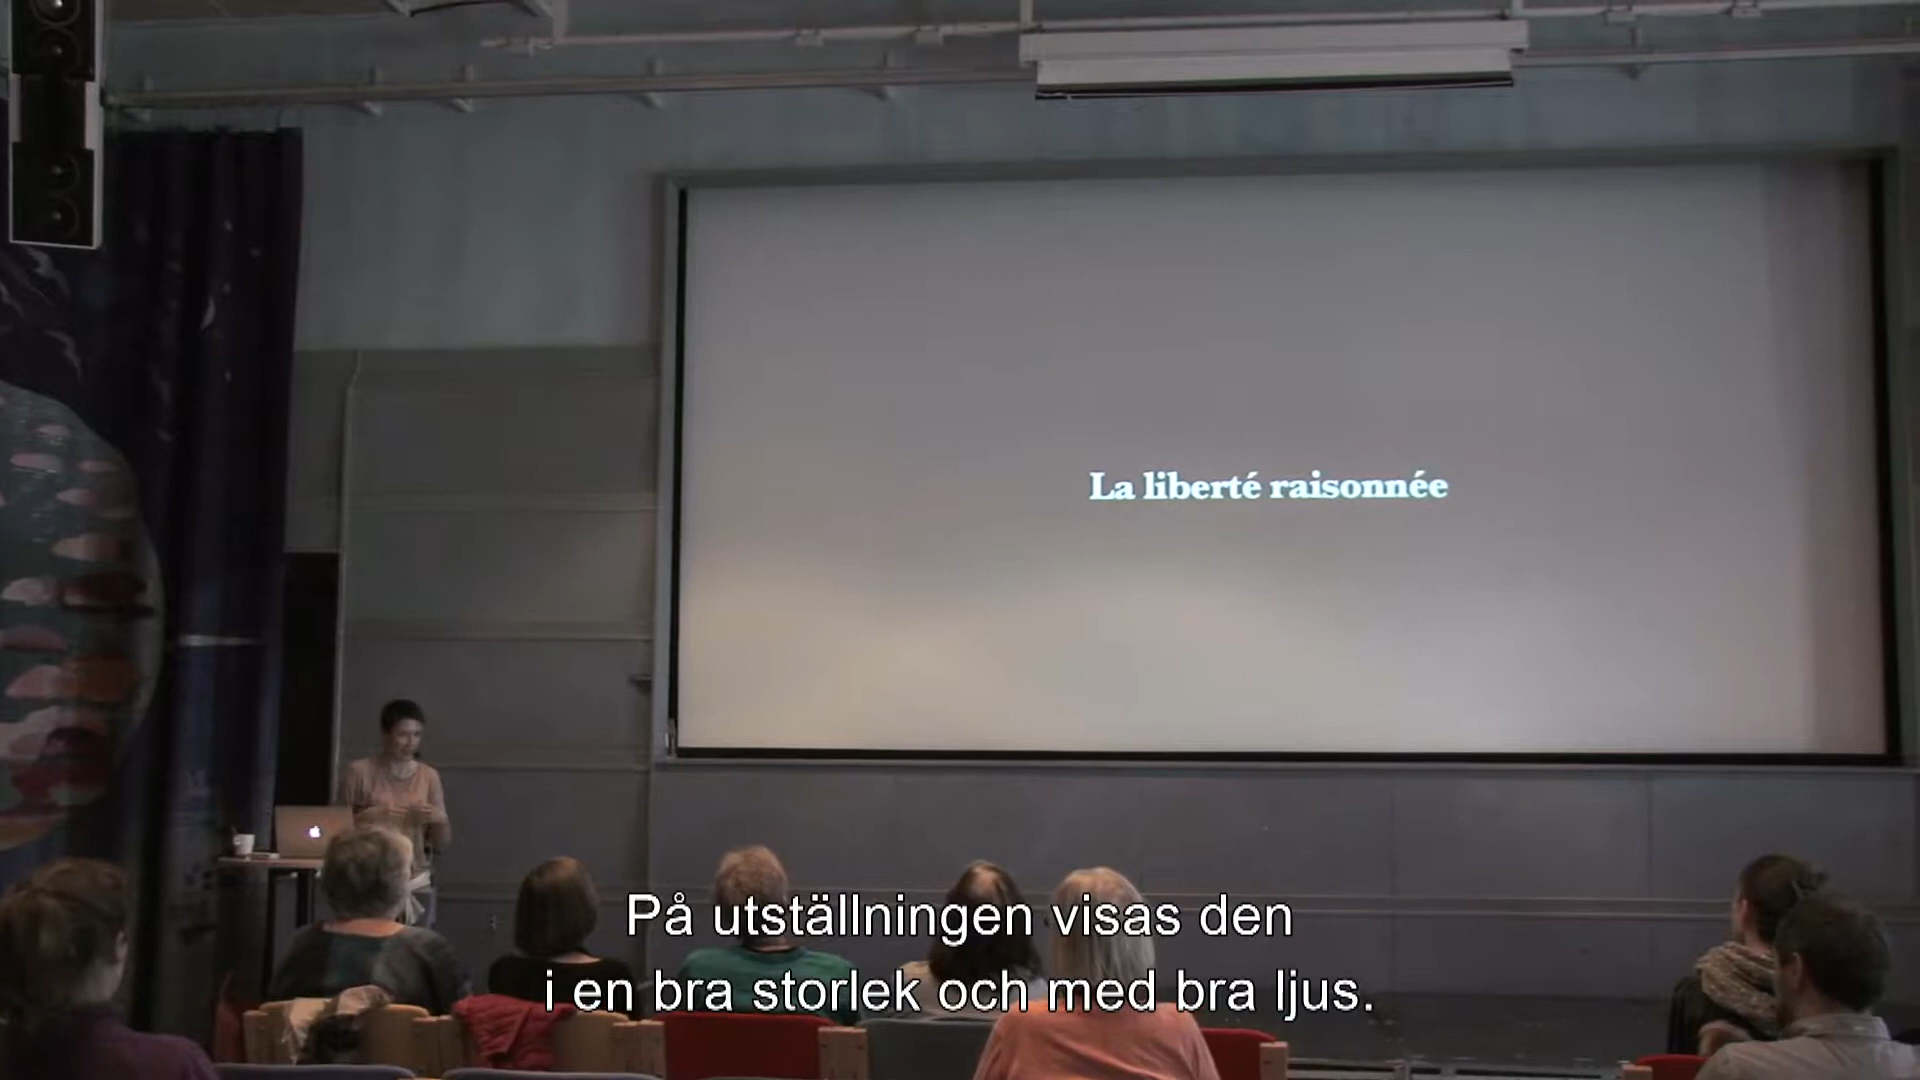 La liberté raisonnée
På utställningen visas den
i en bra storlek och med bra ljus.